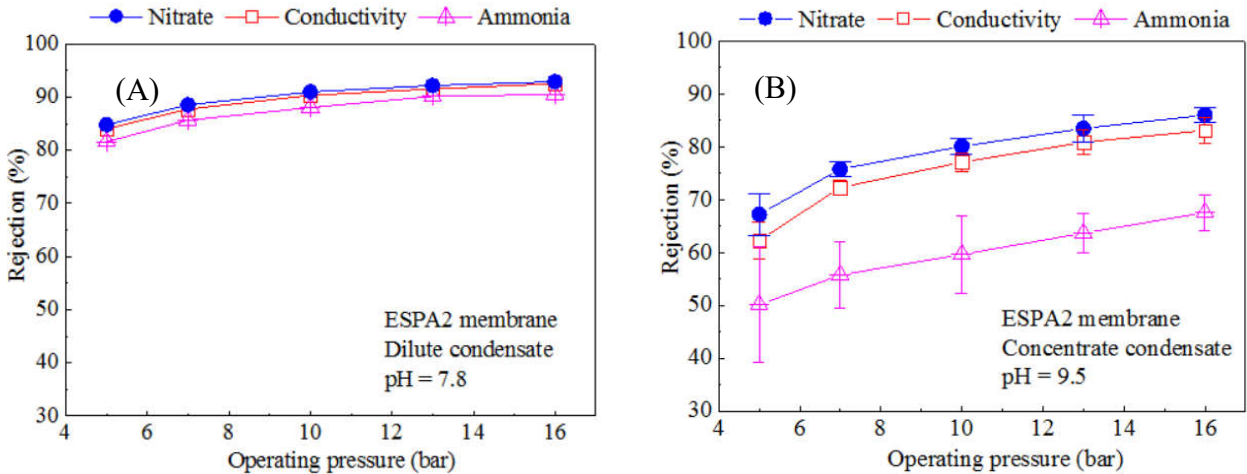 Nitrate Conductivity Ammonia
(A)
100
90
80
70
60
50
40
30
Rejection (%)
ESPA2 membrane
Dilute condensate
pH = 7.8
4 6 8 10 12 14 16
Operating pressure (bar)
Nitrate Conductivity Ammonia
(B)
100
90
80
70
60
50
40
30
Rejection (%)
ESPA2 membrane
Concentrate condensate
pH = 9.5
4 6 8 10 12 14 16
Operating pressure (bar)